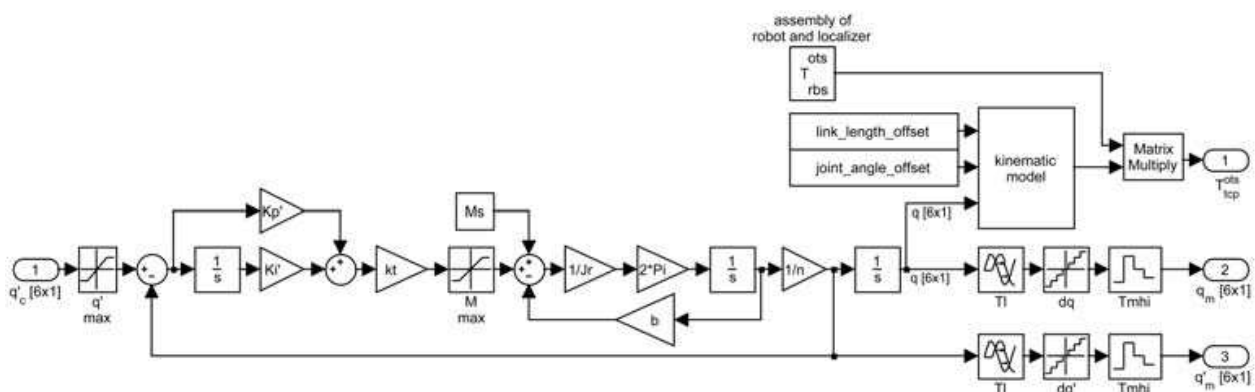 assembly of
robot and localizer
ots
T
rbs
link_length_offset
joint_angle_offset
kinematic
model
Matrix
Multiply
1
T ots tcp
Kp'
Ms
q [6x1]
1
q'c [6x1]
q'
max
+
-
1
s
Ki'
+
+
kt
M
max
+
-
-
1/Jr
2*Pi
1
s
1/n
1
s
q [6x1]
Tl
dq
Tmhi
2
qm [6x1]
b
Tl
dq'
Tmhi
3
q'm [6x1]